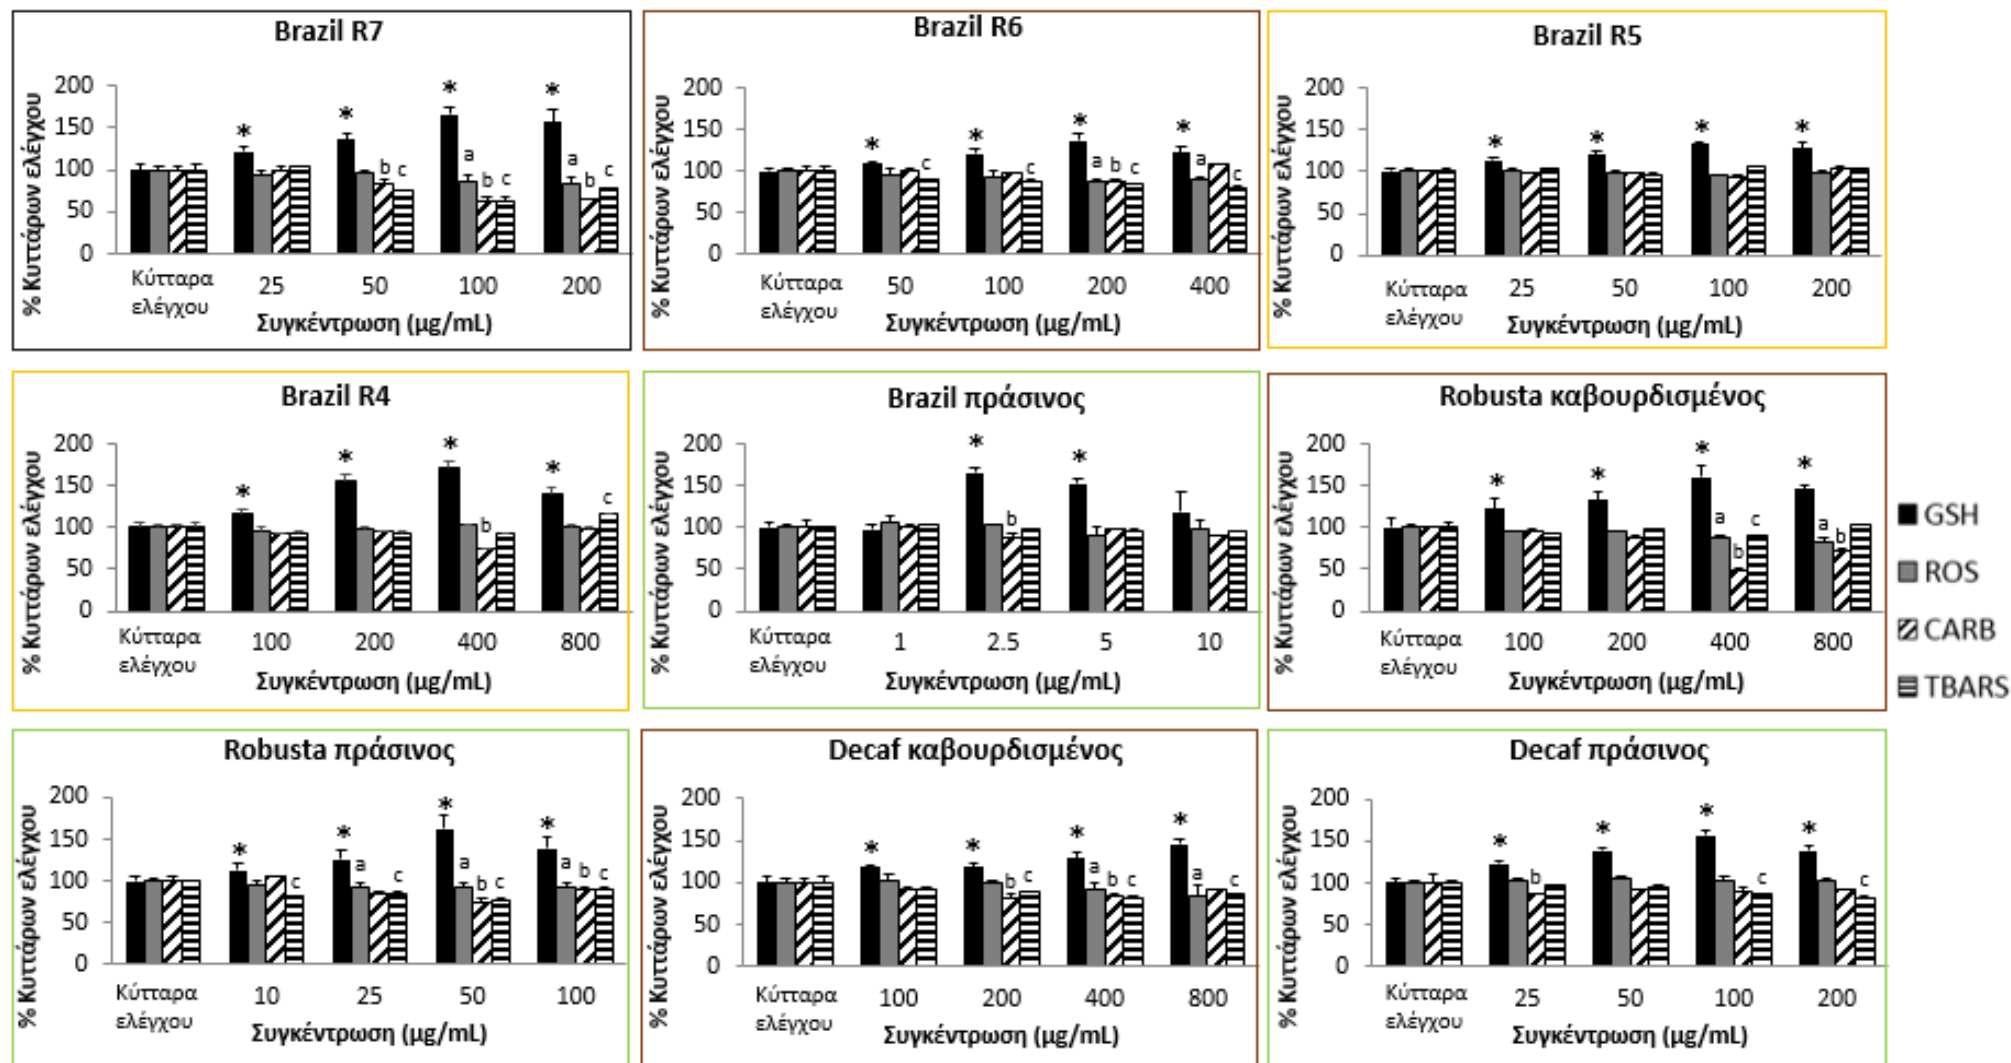 Brazil R7
% Κυττάρων ελέγχου
200
150
100
50
0
* * * *
a a
b c b c b c
Κύτταρα ελέγχου 25 50 100 200
Συγκέντρωση (μg/mL)
Brazil R6
% Κυττάρων ελέγχου
200
150
100
50
0
* * * *
c c a b c a c
Κύτταρα ελέγχου 50 100 200 400
Συγκέντρωση (μg/mL)
Brazil R5
% Κυττάρων ελέγχου
200
150
100
50
0
* * * *
Κύτταρα ελέγχου 25 50 100 200
Συγκέντρωση (μg/mL)
Brazil R4
% Κυττάρων ελέγχου
200
150
100
50
0
* * * *
b c
Κύτταρα ελέγχου 100 200 400 800
Συγκέντρωση (μg/mL)
Brazil πράσινος
% Κυττάρων ελέγχου
200
150
100
50
0
* *
b
Κύτταρα ελέγχου 1 2.5 5 10
Συγκέντρωση (μg/mL)
Robusta καβουρδισμένος
% Κυττάρων ελέγχου
200
150
100
50
0
* * * *
a b c a b
Κύτταρα ελέγχου 100 200 400 800
Συγκέντρωση (μg/mL)
GSH
ROS
CARB
TBARS
Robusta πράσινος
% Κυττάρων ελέγχου
200
150
100
50
0
* * * *
c a c a b c a b c
Κύτταρα ελέγχου 10 25 50 100
Συγκέντρωση (μg/mL)
Decaf καβουρδισμένος
% Κυττάρων ελέγχου
200
150
100
50
0
* * * *
b c a b c a c
Κύτταρα ελέγχου 100 200 400 800
Συγκέντρωση (μg/mL)
Decaf πράσινος
% Κυττάρων ελέγχου
200
150
100
50
0
* * * *
b c c
Κύτταρα ελέγχου 25 50 100 200
Συγκέντρωση (μg/mL)